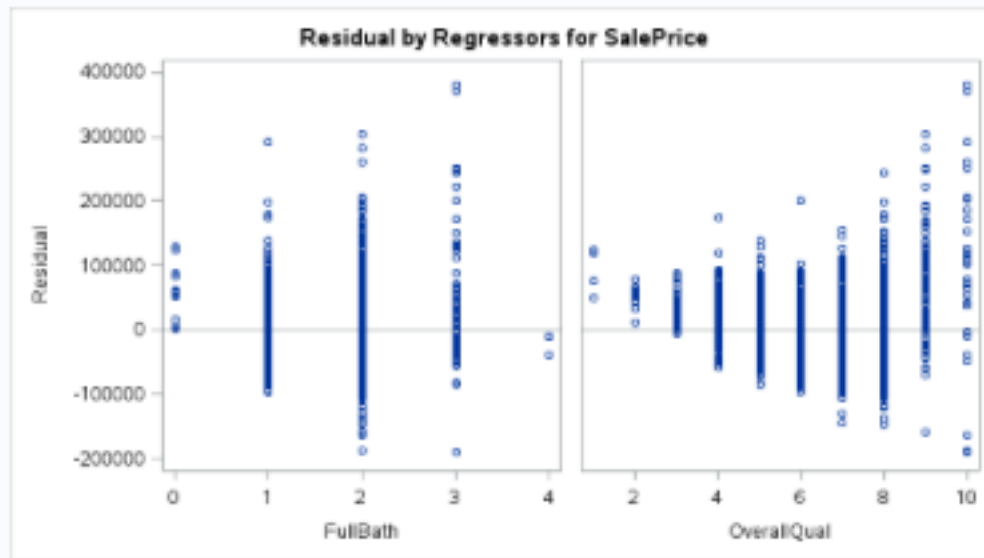 Residual by Regressors for SalePrice
400000
300000
200000
100000
0
-100000
-200000
Residual
0 1 2 3 4
2 4 6 8 10
FullBath
OverallQual